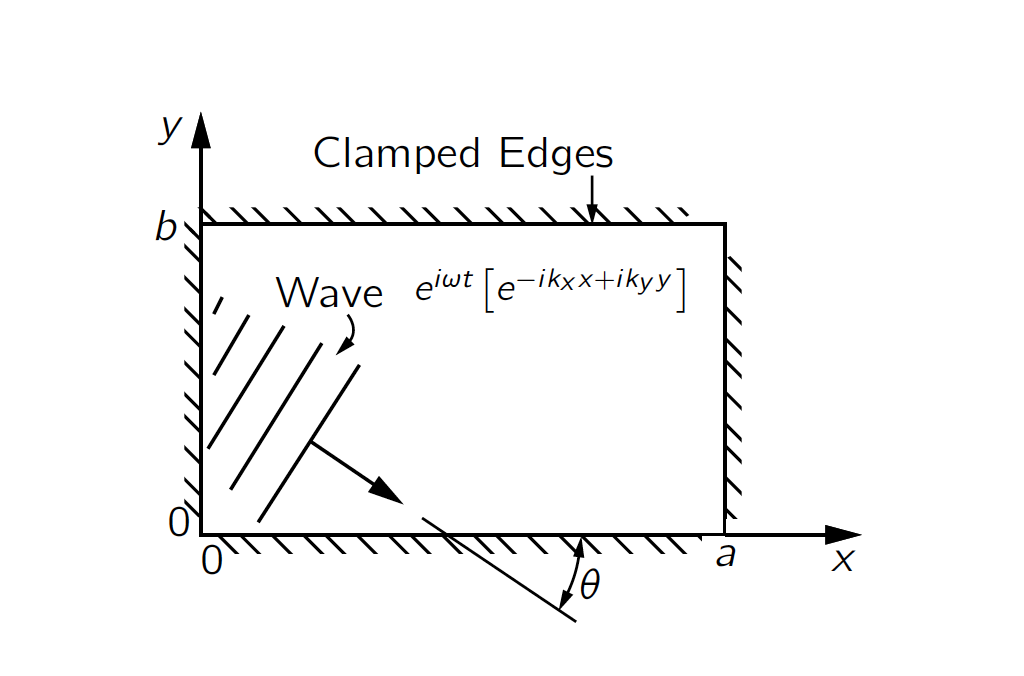 y
Clamped Edges
b
Wave e^{iωt} [e^{−ik_x x+ik_y y}]
0
0
a
x
θ